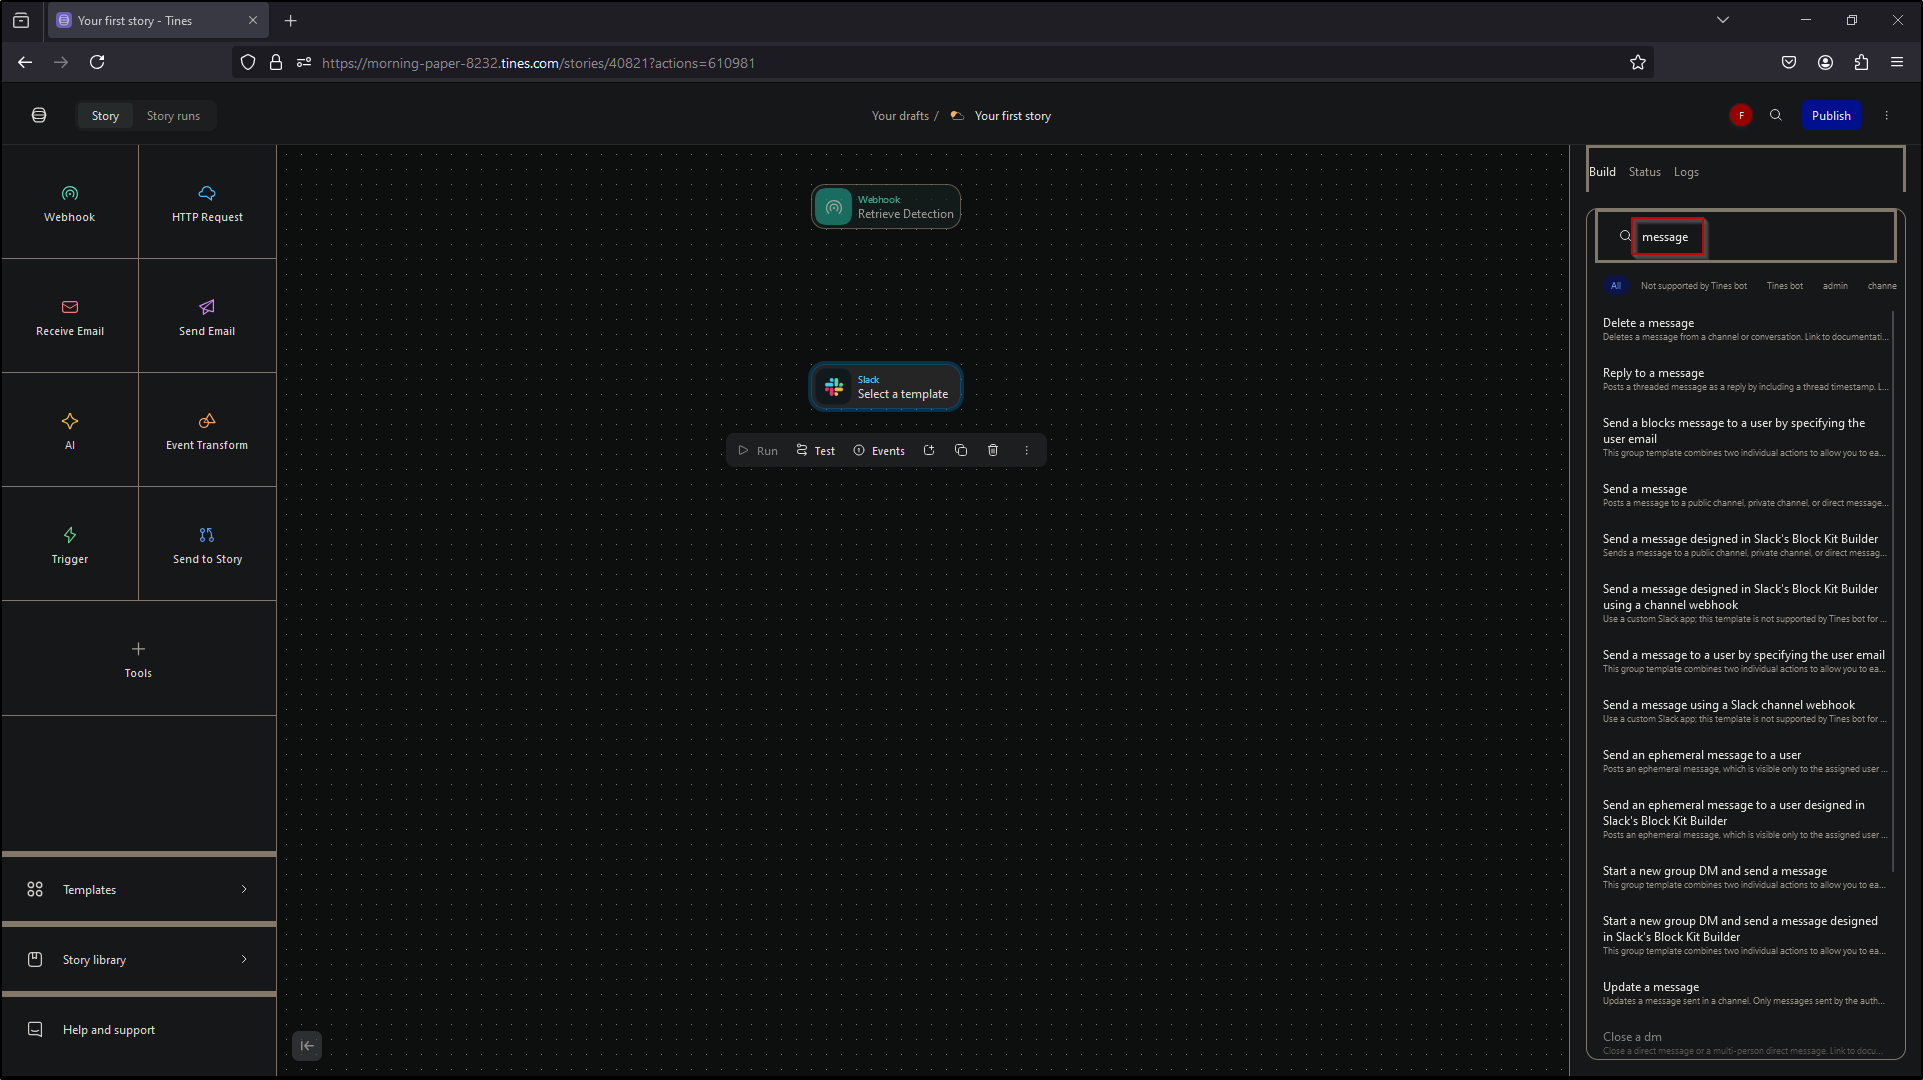 Your first story - Tines
https://morning-paper-8232.tines.com/stories/40821?actions=610981
Story
Story runs
Your drafts /
Your first story
F
Publish
Webhook
HTTP Request
Receive Email
Send Email
AI
Event Transform
Trigger
Send to Story
Tools
Templates
Story library
Help and support
Webhook
Retrieve Detection
Slack
Select a template
Run
Test
Events
Build
Status
Logs
message
All
Not supported by Tines bot
Tines bot
admin
channe
Delete a message
Deletes a message from a channel or conversation. Link to documentati...
Reply to a message
Posts a threaded message as a reply by including a thread timestamp. L...
Send a blocks message to a user by specifying the
user email
This group template combines two individual actions to allow you to ea...
Send a message
Posts a message to a public channel, private channel, or direct message...
Send a message designed in Slack's Block Kit Builder
Sends a message to a public channel, private channel, or direct messag...
Send a message designed in Slack's Block Kit Builder
using a channel webhook
Use a custom Slack app; this template is not supported by Tines bot for ...
Send a message to a user by specifying the user email
This group template combines two individual actions to allow you to ea...
Send a message using a Slack channel webhook
Use a custom Slack app; this template is not supported by Tines bot for ...
Send an ephemeral message to a user
Posts an ephemeral message, which is visible only to the assigned user ...
Send an ephemeral message to a user designed in
Slack's Block Kit Builder
Posts an ephemeral message, which is visible only to the assigned user ...
Start a new group DM and send a message
This group template combines two individual actions to allow you to ea...
Start a new group DM and send a message designed
in Slack's Block Kit Builder
This group template combines two individual actions to allow you to ea...
Update a message
Updates a message sent in a channel. Only messages sent by the auth...
Close a dm
Close a direct message or a multi-person direct message. Link to docu...